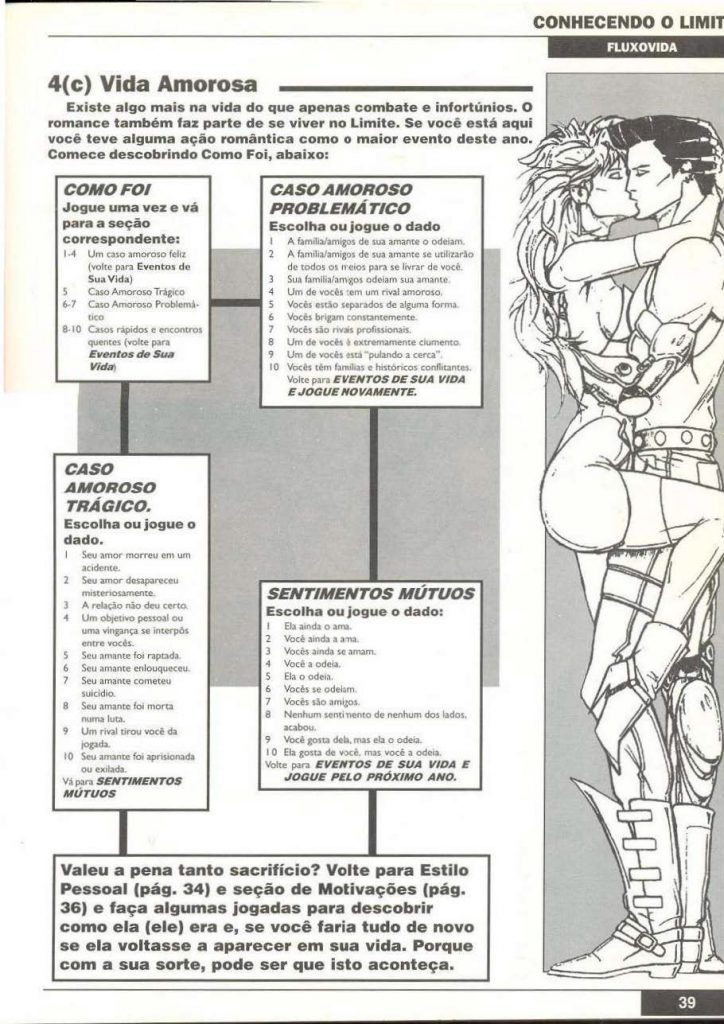 CONHECENDO O LIMIT
FLUXOVIDA
4(c) Vida Amorosa
Existe algo mais na vida do que apenas combate e infortúnios. O
romance também faz parte de se viver no Limite. Se você está aqui
você teve alguma ação romântica como o maior evento deste ano.
Comece descobrindo Como Foi, abaixo:
COMO FOI
Jogue uma vez e vá
para a seção
correspondente:
1-4 Um caso amoroso feliz
(volte para Eventos de
Sua Vida)
5 Caso Amoroso Trágico
6-7 Caso Amoroso Problemá-
tico
8-10 Casos rápidos e encontros
quentes (volte para
Eventos de Sua
Vida)
CASO AMOROSO
PROBLEMÁTICO
Escolha ou jogue o dado
1 A família/amigos de sua amante o odeiam.
2 A família/amigos de sua amante se utilizarão
de todos os meios para se livrar de você.
3 Sua família/amigos odeiam sua amante.
4 Um de vocês tem um rival amoroso.
5 Vocês estão separados de alguma forma.
6 Vocês brigam constantemente.
7 Vocês são rivais profissionais.
8 Um de vocês é extremamente ciumento.
9 Um de vocês está "pulando a cerca".
10 Vocês têm famílias e históricos conflitantes.
Volte para EVENTOS DE SUA VIDA
E JOGUE NOVAMENTE.
CASO
AMOROSO
TRÁGICO.
Escolha ou jogue o
dado.
1 Seu amor morreu em um
acidente.
2 Seu amor desapareceu
misteriosamente.
3 A relação não deu certo.
4 Um objetivo pessoal ou
uma vingança se interpôs
entre vocês.
5 Seu amante foi raptada.
6 Seu amante enlouqueceu.
7 Seu amante cometeu
suicídio.
8 Seu amante foi morta
numa luta.
9 Um rival tirou você da
jogada.
10 Seu amante foi aprisionada
ou exilada.
Vá para SENTIMENTOS
MÚTUOS
SENTIMENTOS MÚTUOS
Escolha ou jogue o dado:
1 Ela ainda o ama.
2 Você ainda a ama.
3 Vocês ainda se amam.
4 Você a odeia.
5 Ela o odeia.
6 Vocês se odeiam.
7 Vocês são amigos.
8 Nenhum sentimento de nenhum dos lados,
acabou.
9 Você gosta dela, mas ela o odeia.
10 Ela gosta de você, mas você a odeia.
Volte para EVENTOS DE SUA VIDA E
JOGUE PELO PRÓXIMO ANO.
Valeu a pena tanto sacrifício? Volte para Estilo
Pessoal (pág. 34) e seção de Motivações (pág.
36) e faça algumas jogadas para descobrir
como ela (ele) era e, se você faria tudo de novo
se ela voltasse a aparecer em sua vida. Porque
com a sua sorte, pode ser que isto aconteça.
39